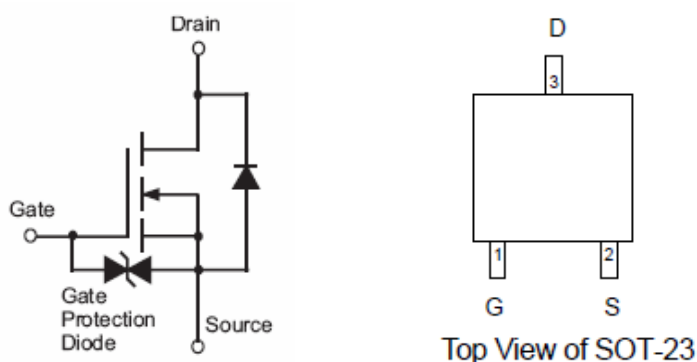 Drain
Gate
Gate
Protection
Diode
Source
D
3
1
2
G
S
Top View of SOT-23